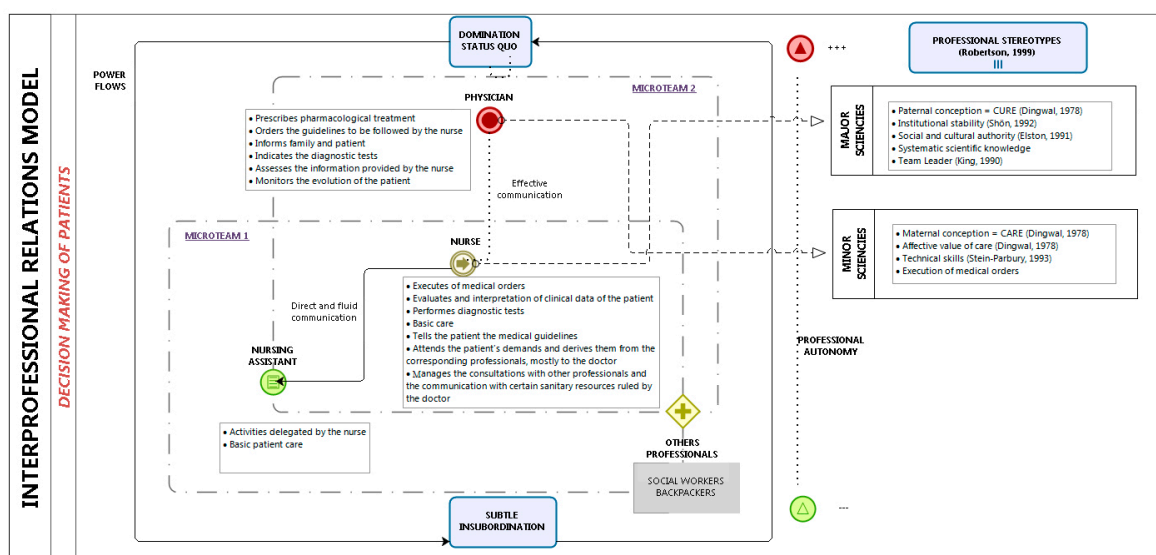 INTERPROFESSIONAL RELATIONS MODEL
DECISION MAKING OF PATIENTS
POWER
FLOWS
DOMINATION
STATUS QUO
MICROTEAM 2
PHYSICIAN
• Prescribes pharmacological treatment
• Orders the guidelines to be followed by the nurse
• Informs family and patient
• Indicates the diagnostic tests
• Assesses the information provided by the nurse
• Monitors the evolution of the patient
Effective
communication
MICROTEAM 1
NURSE
• Executes of medical orders
• Evaluates and interpretation of clinical data of the patient
• Performes diagnostic tests
• Basic care
• Tells the patient the medical guidelines
• Attends the patient's demands and derives them from the
corresponding professionals, mostly to the doctor
• Manages the consultations with other professionals and
the communication with certain sanitary resources ruled by
the doctor
Direct and fluid
communication
NURSING
ASSISTANT
• Activities delegated by the nurse
• Basic patient care
OTHERS
PROFESSIONALS
SOCIAL WORKERS
BACKPACKERS
SUBTLE
INSUBORDINATION
+++
PROFESSIONAL
AUTONOMY
---
PROFESSIONAL STEREOTYPES
(Robertson, 1999)
MAJOR
SCIENCIES
• Paternal conception = CURE (Dingwal, 1978)
• Institutional stability (Shön, 1992)
• Social and cultural authority (Elston, 1991)
• Systematic scientific knowledge
• Team Leader (King, 1990)
MINOR
SCIENCIES
• Maternal conception = CARE (Dingwal, 1978)
• Affective value of care (Dingwal, 1978)
• Technical skills (Stein-Parbury, 1993)
• Execution of medical orders